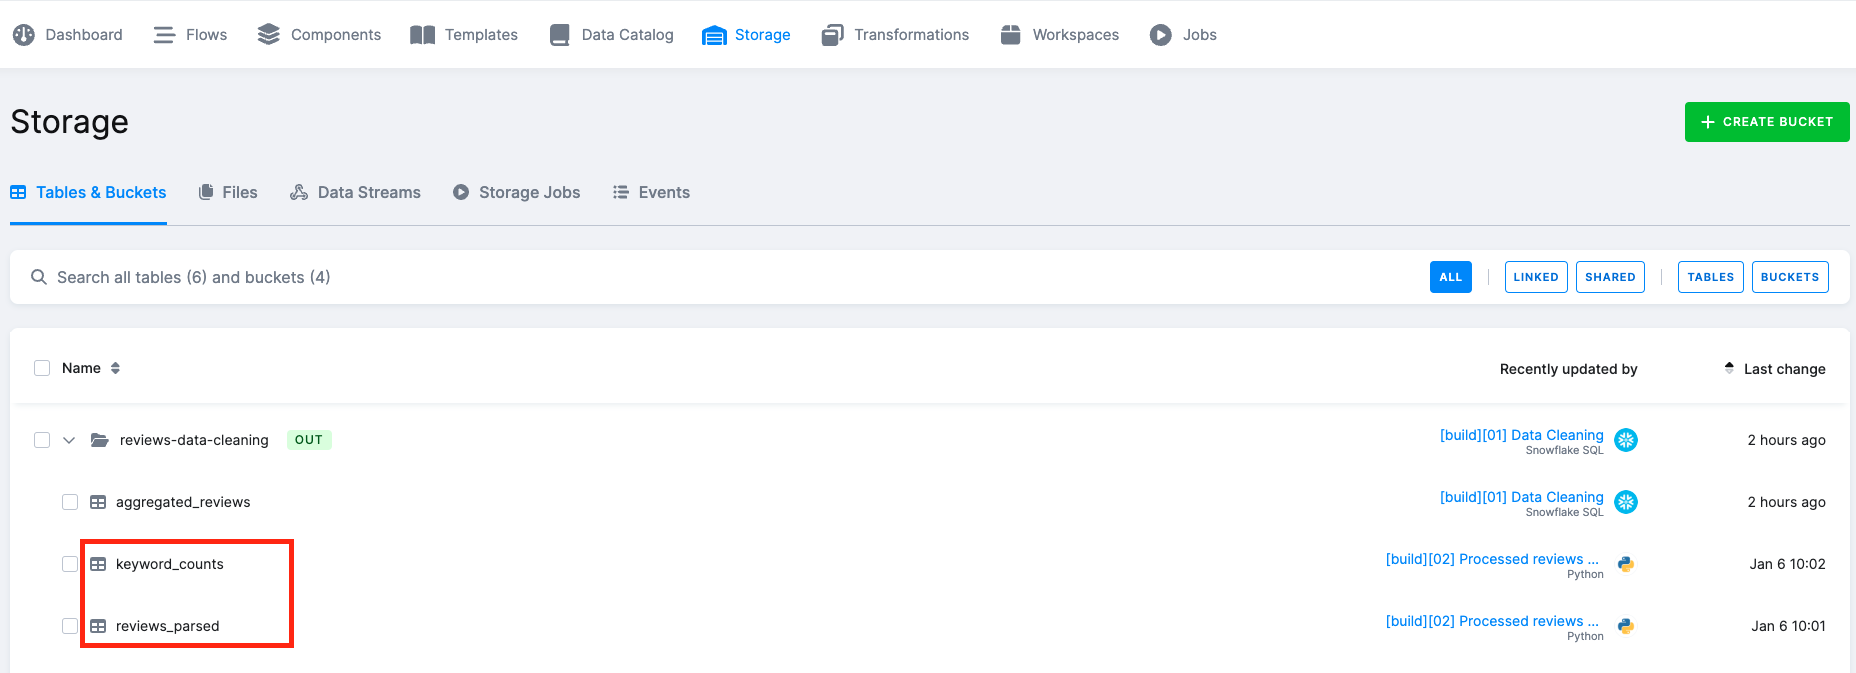 Dashboard Flows Components Templates Data Catalog Storage Transformations Workspaces Jobs
Storage
CREATE BUCKET
Tables & Buckets Files Data Streams Storage Jobs Events
Search all tables (6) and buckets (4)
ALL LINKED SHARED TABLES BUCKETS
Name Recently updated by Last change
reviews-data-cleaning OUT [build][01] Data Cleaning 2 hours ago
Snowflake SQL
aggregated_reviews [build][01] Data Cleaning 2 hours ago
Snowflake SQL
keyword_counts [build][02] Processed reviews ... Jan 6 10:02
Python
reviews_parsed [build][02] Processed reviews ... Jan 6 10:01
Python